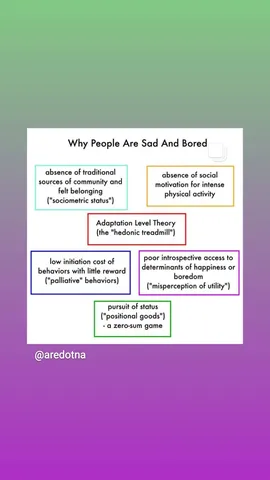 Why People Are Sad And Bored
absence of traditional
sources of community and
felt belonging
("sociometric status")
absence of social
motivation for intense
physical activity
Adaptation Level Theory
(the "hedonic treadmill")
low initiation cost of
behaviors with little reward
("palliative" behaviors)
poor introspective access to
determinants of happiness or
boredom
("misperception of utility")
pursuit of status
("positional goods")
- a zero-sum game
@aredotna